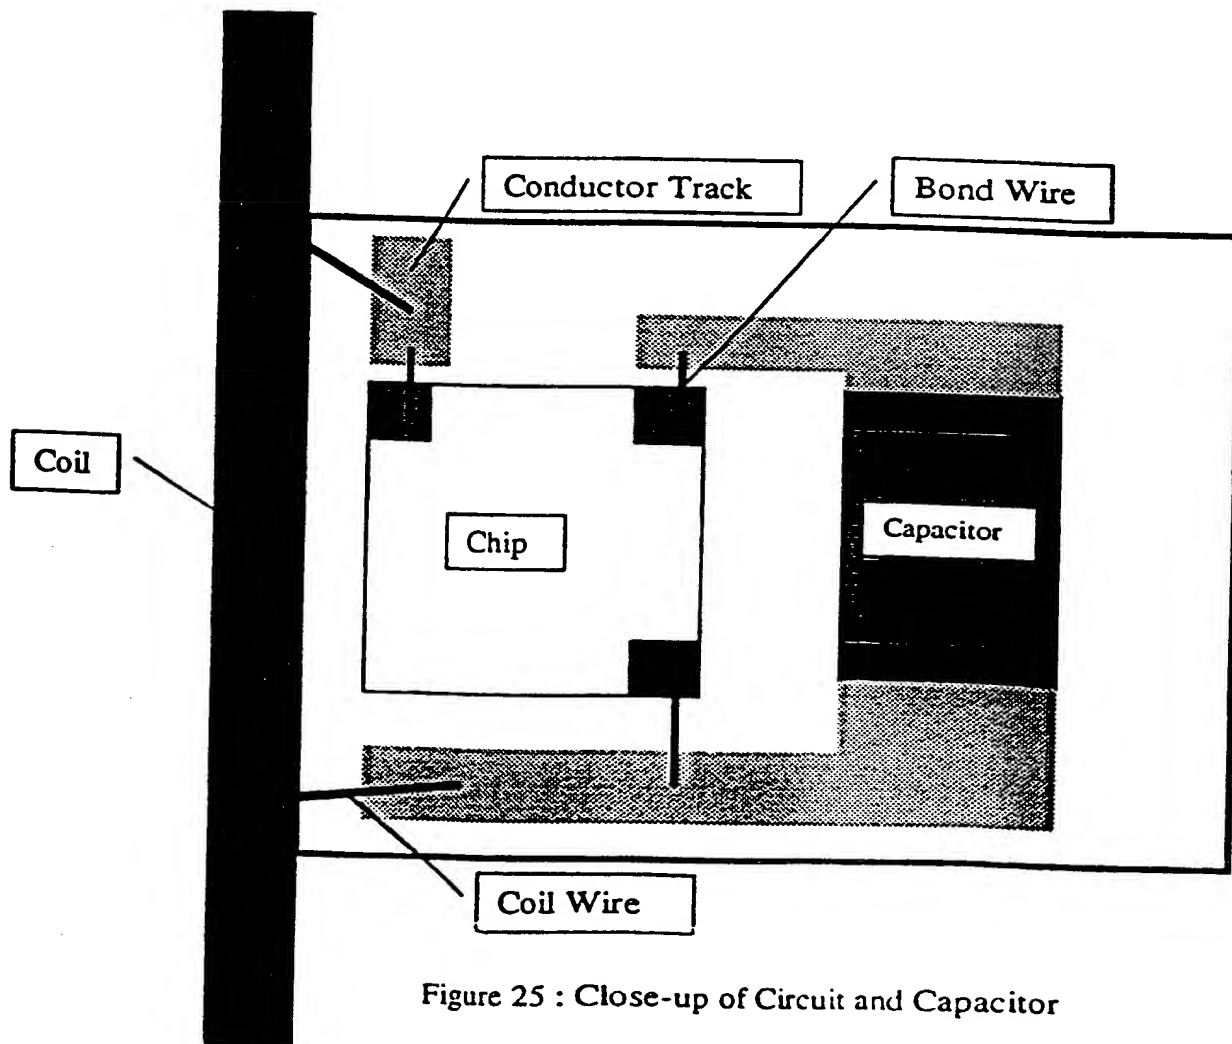 Conductor Track
Bond Wire
Coil
Chip
Capacitor
Coil Wire
Figure 25 : Close-up of Circuit and Capacitor